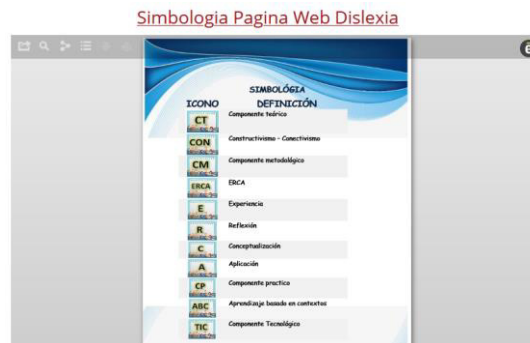 Simbologia Pagina Web Dislexia
SIMBOLÓGIA
ICONO DEFINICIÓN
CT Componente teórico
CON Constructivismo - Conectivismo
CM Componente metodológico
ERCA ERCA
E Experiencia
R Reflexión
C Conceptualización
A Aplicación
CP Componente practico
ABC Aprendizaje basado en contextos
TIC Componente Tecnológico